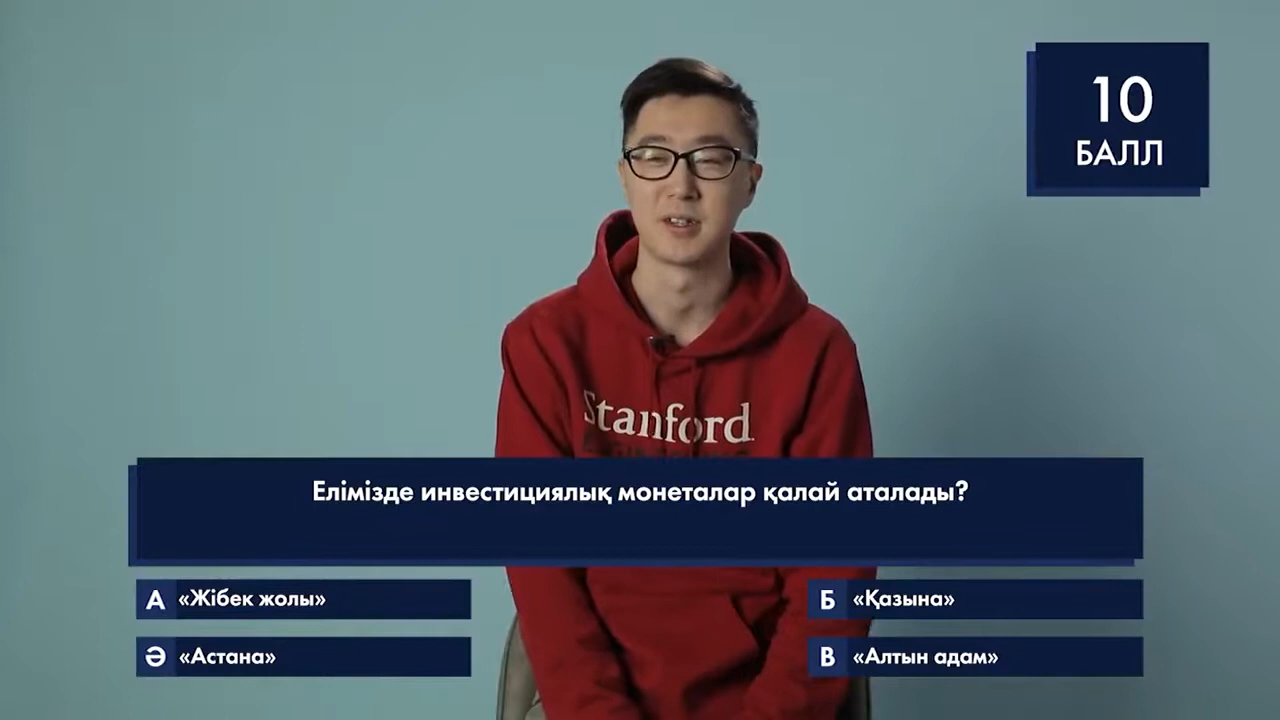 10
БАЛЛ
Stanford
Елімізде инвестициялық монеталар қалай аталады?
А «Жібек жолы»
Б «Қазына»
Ә «Астана»
В «Алтын адам»